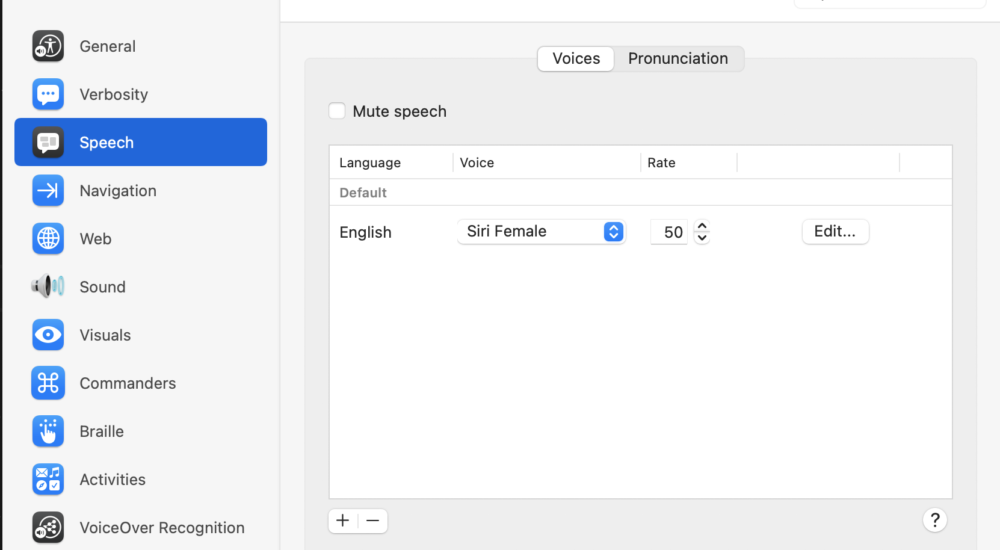 General
Verbosity
Speech
Navigation
Web
Sound
Visuals
Commanders
Braille
Activities
VoiceOver Recognition
Voices Pronunciation
Mute speech
Language Voice Rate
Default
English Siri Female 50 Edit...
+ −
?